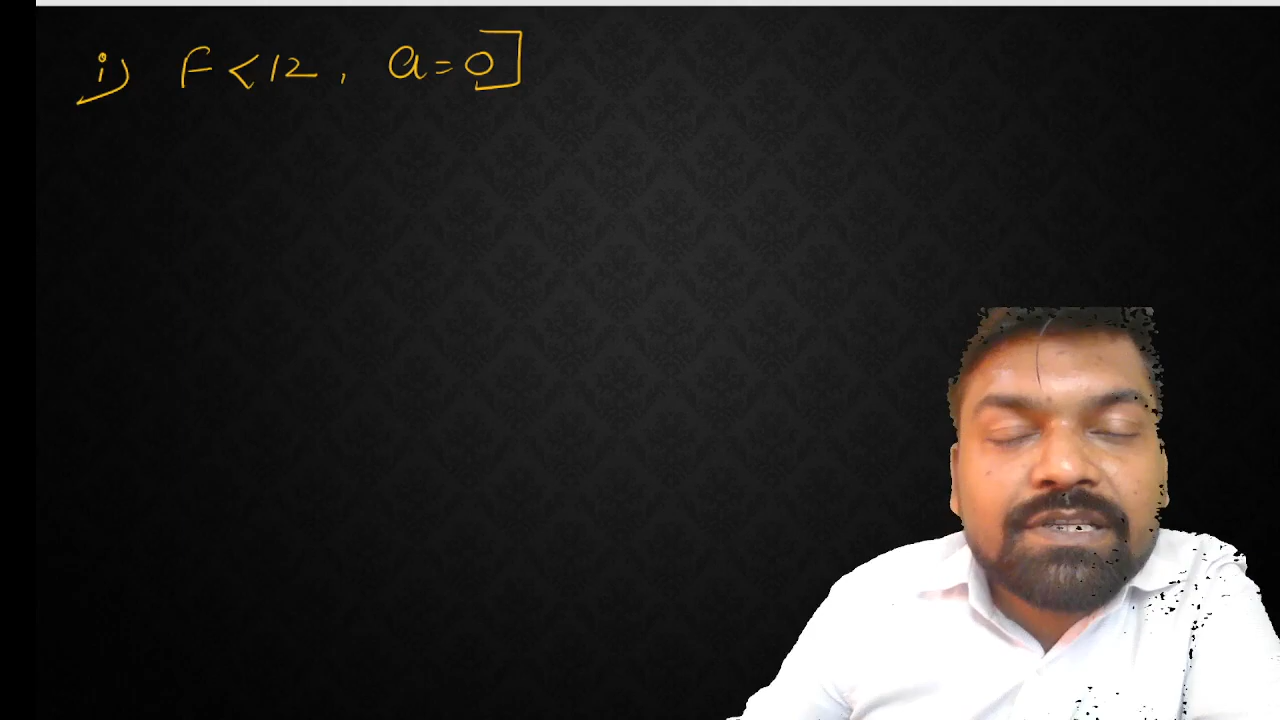 i) F < 12, a = 0]